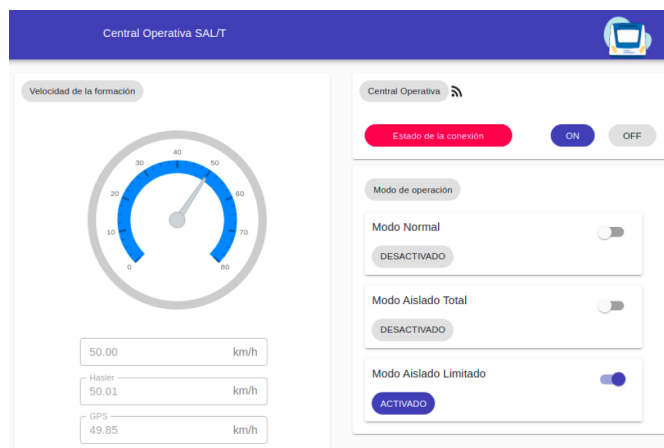 Central Operativa SAL/T
Velocidad de la formación
0
10
20
30
40
50
60
70
80
50.00 km/h
Hasler
50.01 km/h
GPS
49.85 km/h
Central Operativa
Estado de la conexión
ON
OFF
Modo de operación
Modo Normal
DESACTIVADO
Modo Aislado Total
DESACTIVADO
Modo Aislado Limitado
ACTIVADO